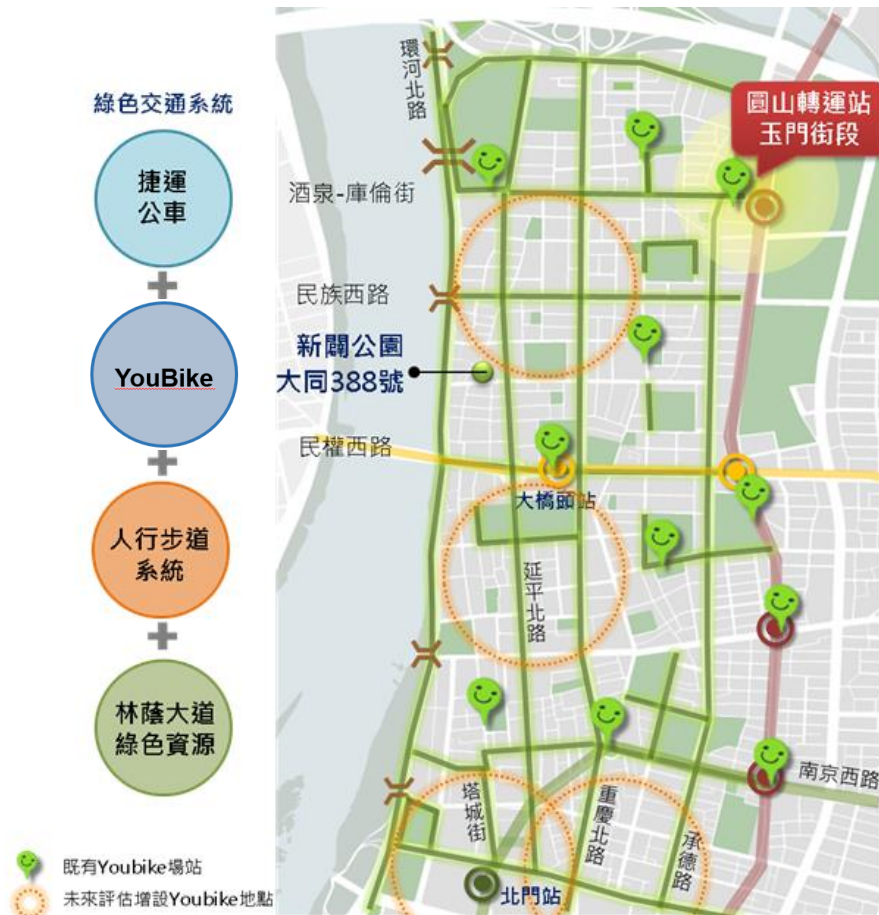 綠色交通系統
捷運
公車
YouBike
人行步道
系統
林蔭大道
綠色資源
既有Youbike場站
未來評估增設Youbike地點
環河北路
圓山轉運站
玉門街段
酒泉-庫倫街
民族西路
新闢公園
大同388號
民權西路
大橋頭站
延平北路
南京西路
塔城街
重慶北路
承德路
北門站